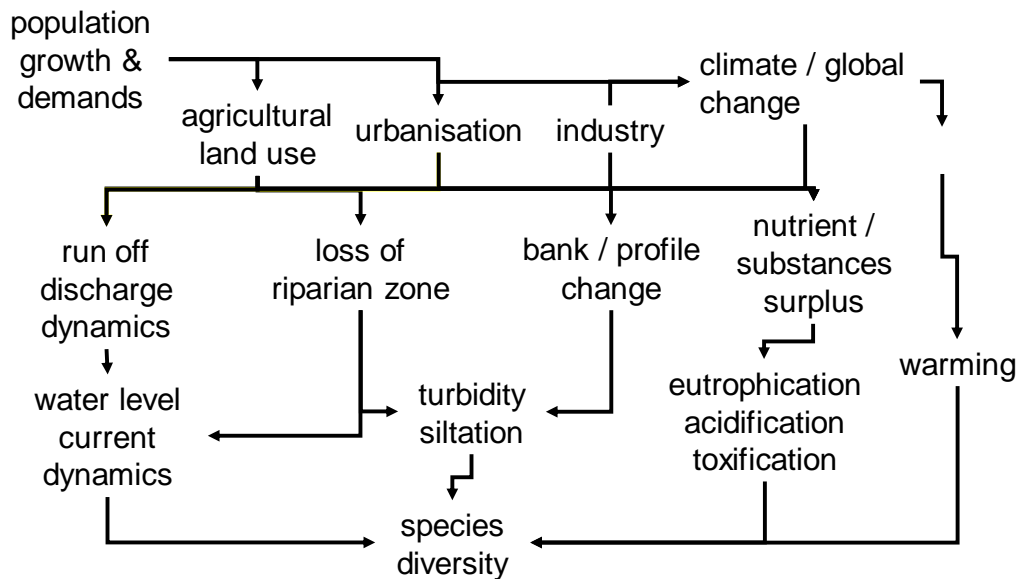 population
growth &
demands
climate / global
change
agricultural
land use
urbanisation
industry
run off
discharge
dynamics
loss of
riparian zone
bank / profile
change
nutrient /
substances
surplus
warming
water level
current
dynamics
turbidity
siltation
eutrophication
acidification
toxification
species
diversity